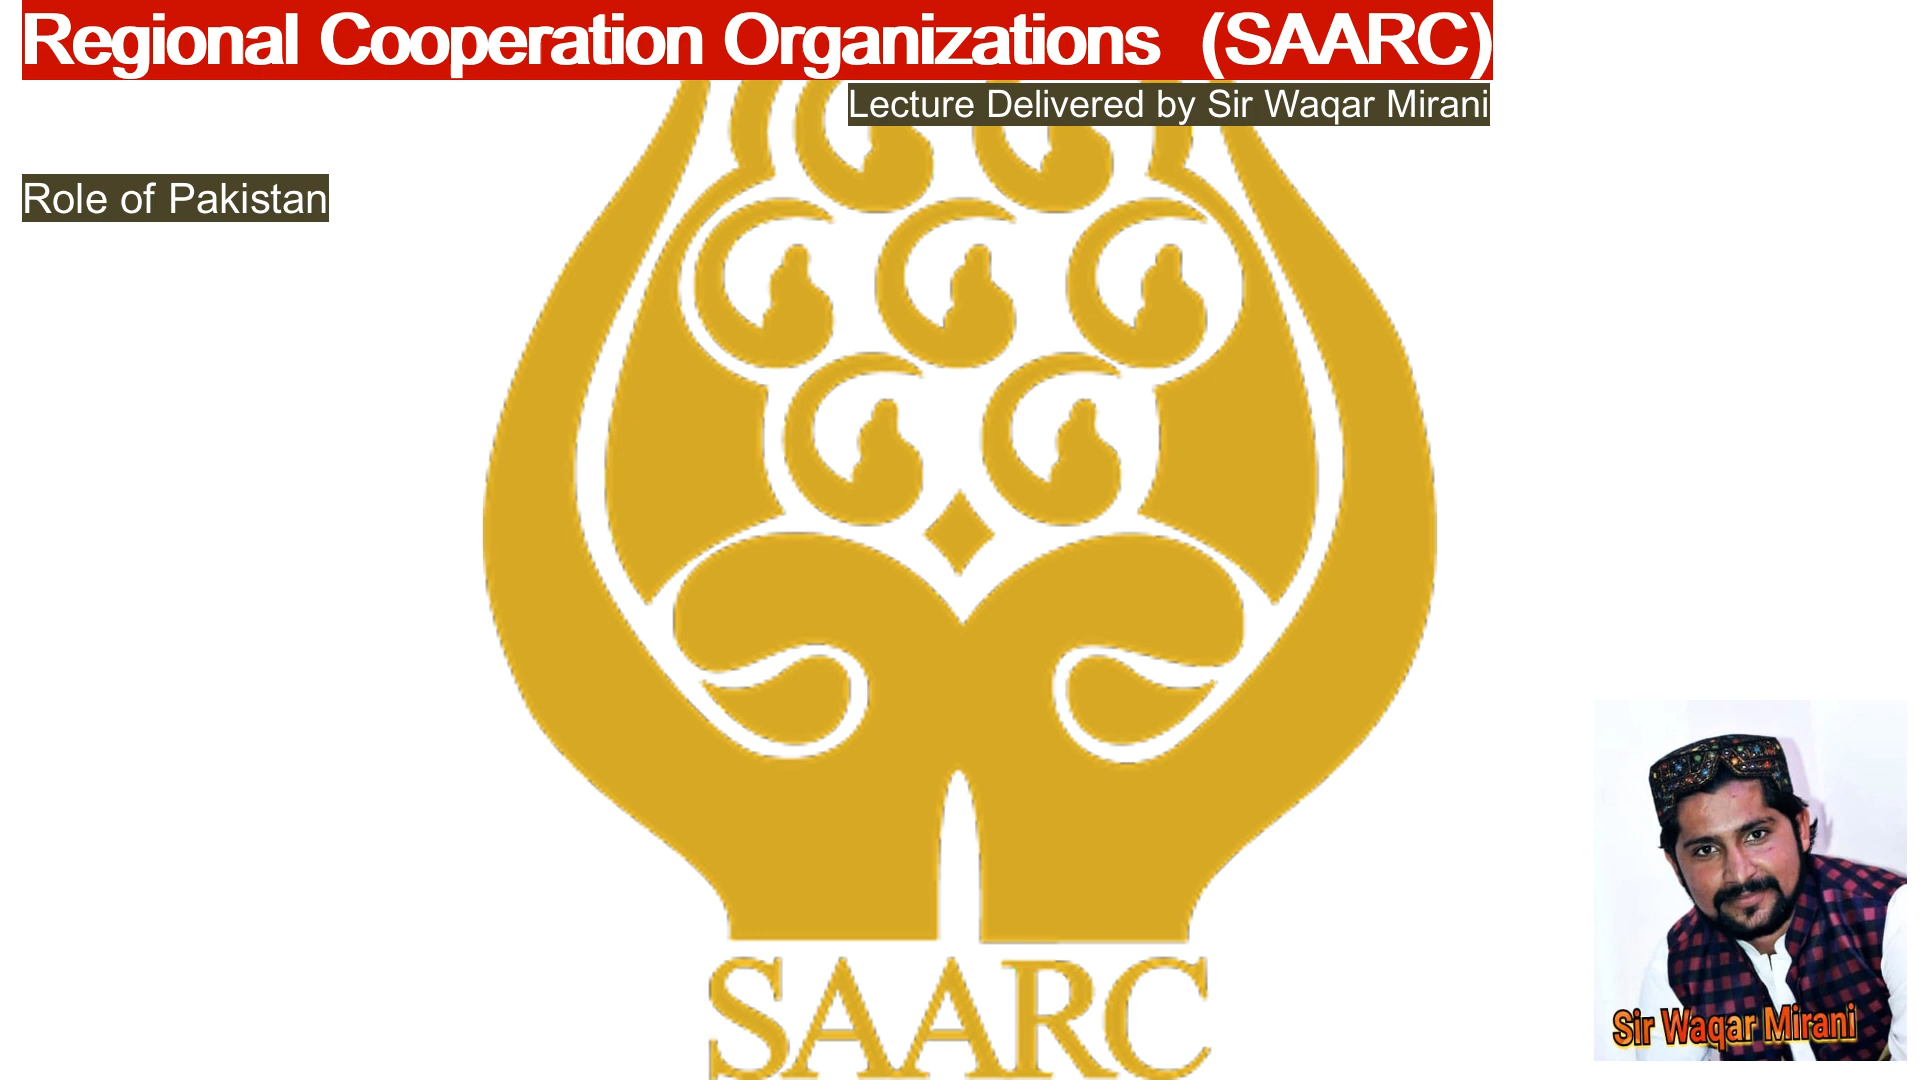 Regional Cooperation Organizations (SAARC)
Lecture Delivered by Sir Waqar Mirani
Role of Pakistan
SAARC
Sir Waqar Mirani